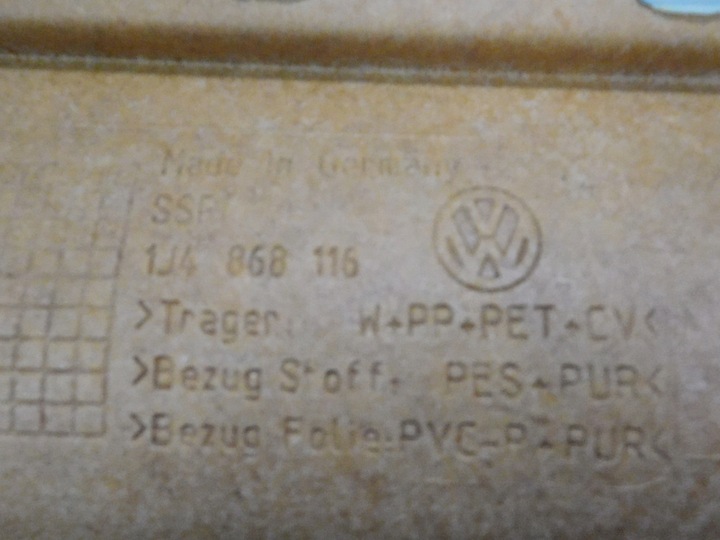 Made in Germany
SSF
1J4 868 116
>Trager: W+PP+PET+CV<
>Bezug Stoff: PES+PUR<
>Bezug Folie:PVC-P+PUR<